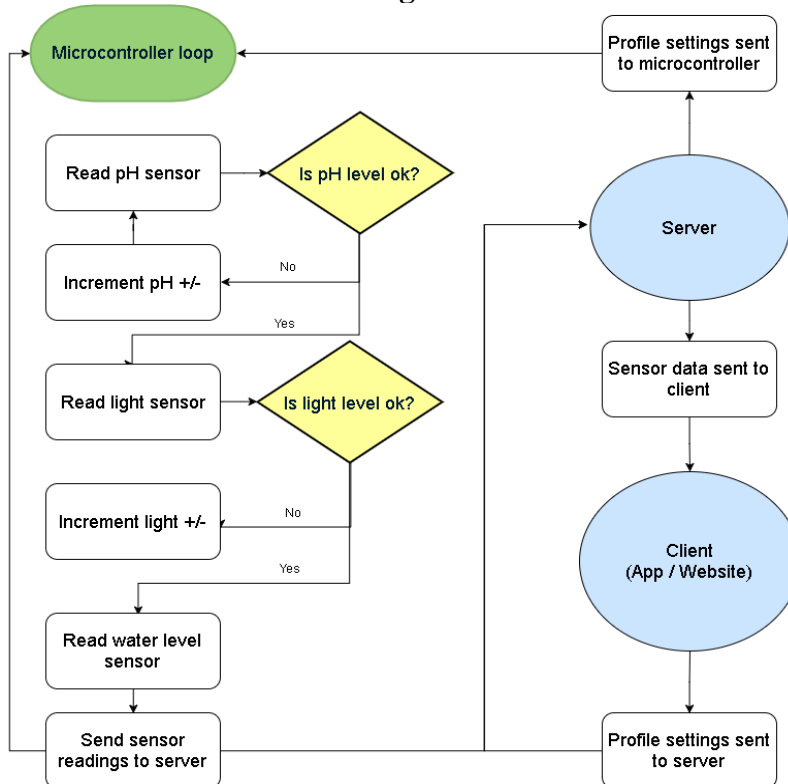 Microcontroller loop
Profile settings sent
to microcontroller
Read pH sensor
Is pH level ok?
Server
Increment pH +/-
No
Yes
Sensor data sent to
client
Read light sensor
Is light level ok?
Increment light +/-
No
Client
(App / Website)
Yes
Read water level
sensor
Send sensor
readings to server
Profile settings sent
to server